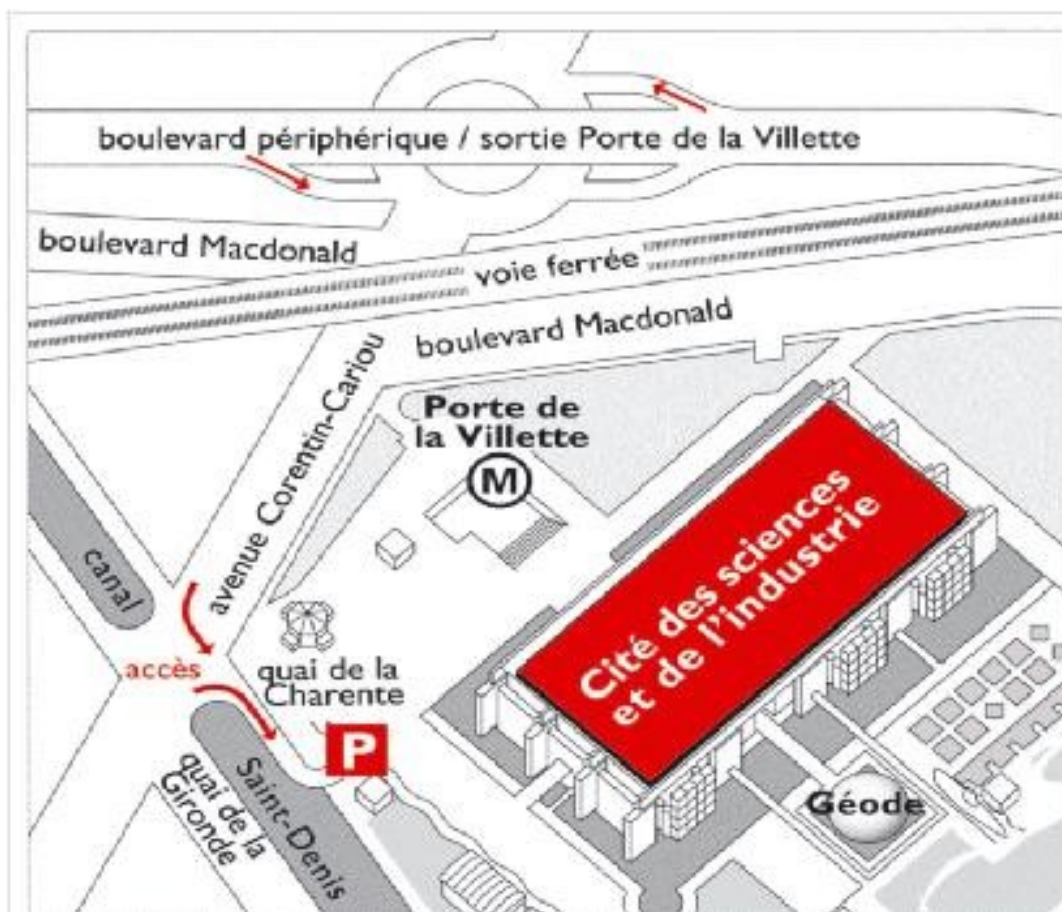 boulevard périphérique / sortie Porte de la Villette
boulevard Macdonald
voie ferrée
boulevard Macdonald
avenue Corentin-Cariou
Porte de
la Villette
M
Cité des sciences
et de l'industrie
canal
accès
quai de la
Charente
P
Saint-Denis
quai de la
Gironde
Géode